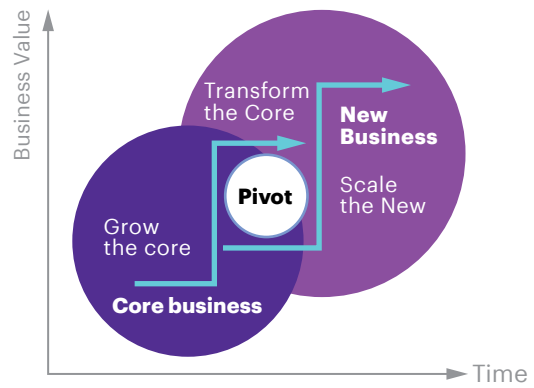 Business Value
Transform
the Core
New
Business
Pivot
Scale
the New
Grow
the core
Core business
Time